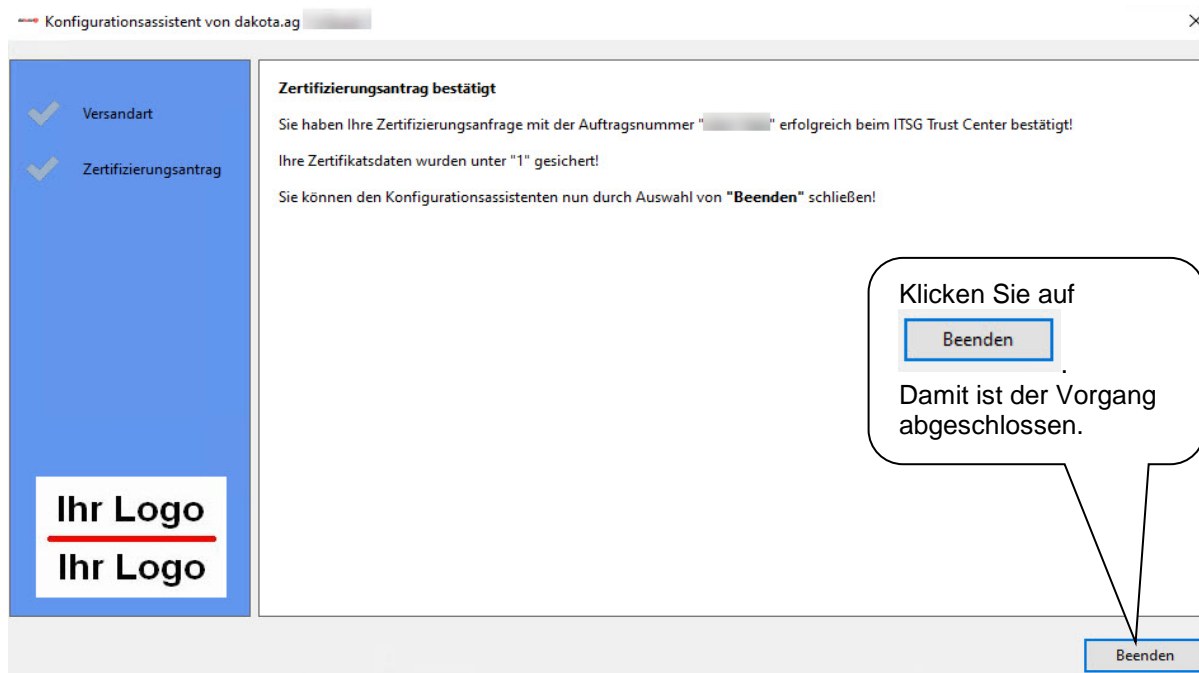 Konfigurationsassistent von dakota.ag
Versandart
Zertifizierungsantrag
Zertifizierungsantrag bestätigt
Sie haben Ihre Zertifizierungsanfrage mit der Auftragsnummer " " erfolgreich beim ITSG Trust Center bestätigt!
Ihre Zertifikatsdaten wurden unter "1" gesichert!
Sie können den Konfigurationsassistenten nun durch Auswahl von "Beenden" schließen!
Klicken Sie auf
Beenden
.
Damit ist der Vorgang
abgeschlossen.
Ihr Logo
Ihr Logo
Beenden